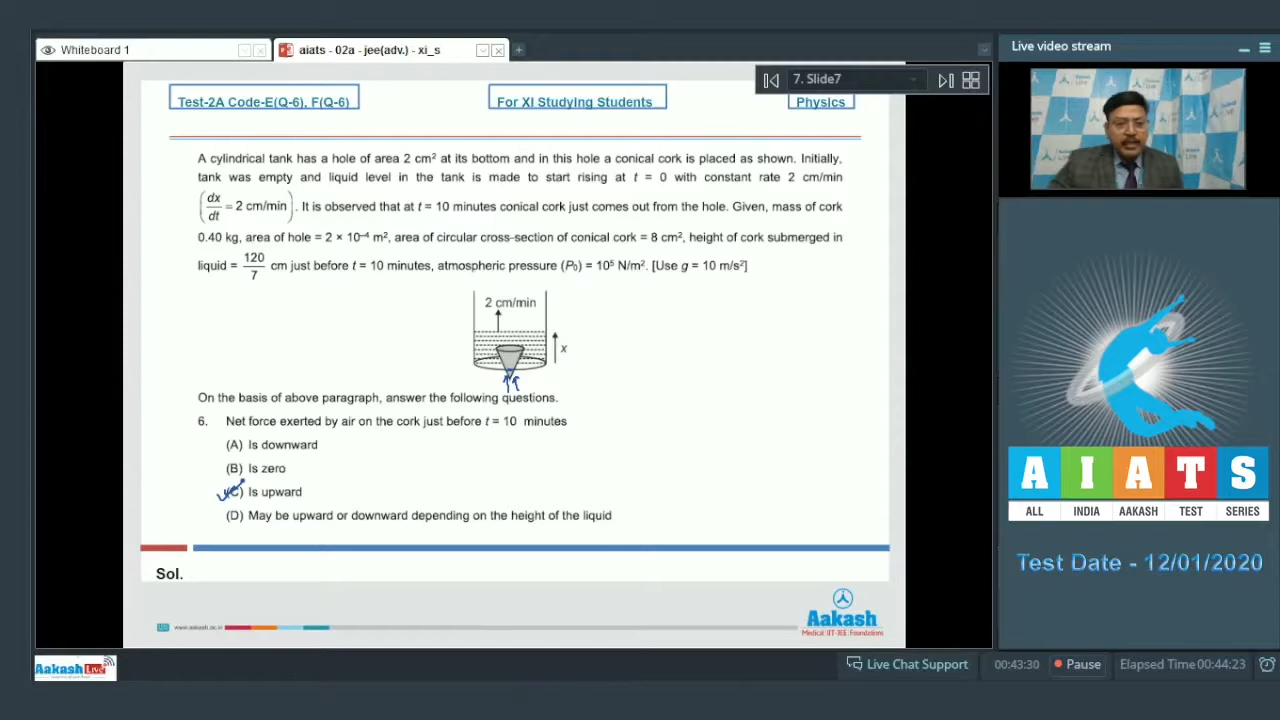 Whiteboard 1
aiats - 02a - jee(adv.) - xi_s
Live video stream
7. Slide7
Test-2A Code-E(Q-6), F(Q-6)
For XI Studying Students
Physics
A cylindrical tank has a hole of area 2 cm² at its bottom and in this hole a conical cork is placed as shown. Initially,
tank was empty and liquid level in the tank is made to start rising at t = 0 with constant rate 2 cm/min
(dx/dt = 2 cm/min). It is observed that at t = 10 minutes conical cork just comes out from the hole. Given, mass of cork
0.40 kg, area of hole = 2 × 10⁻⁴ m², area of circular cross-section of conical cork = 8 cm², height of cork submerged in
liquid = 120/7 cm just before t = 10 minutes, atmospheric pressure (P₀) = 10⁵ N/m². [Use g = 10 m/s²]
2 cm/min
x
On the basis of above paragraph, answer the following questions.
6. Net force exerted by air on the cork just before t = 10 minutes
(A) Is downward
(B) Is zero
(C) Is upward
(D) May be upward or downward depending on the height of the liquid
Sol.
www.aakash.ac.in
Aakash
Medical|IIT-JEE|Foundations
A I A T S
ALL INDIA AAKASH TEST SERIES
Test Date - 12/01/2020
Aakash Live
Live Chat Support
00:43:30
Pause
Elapsed Time 00:44:23